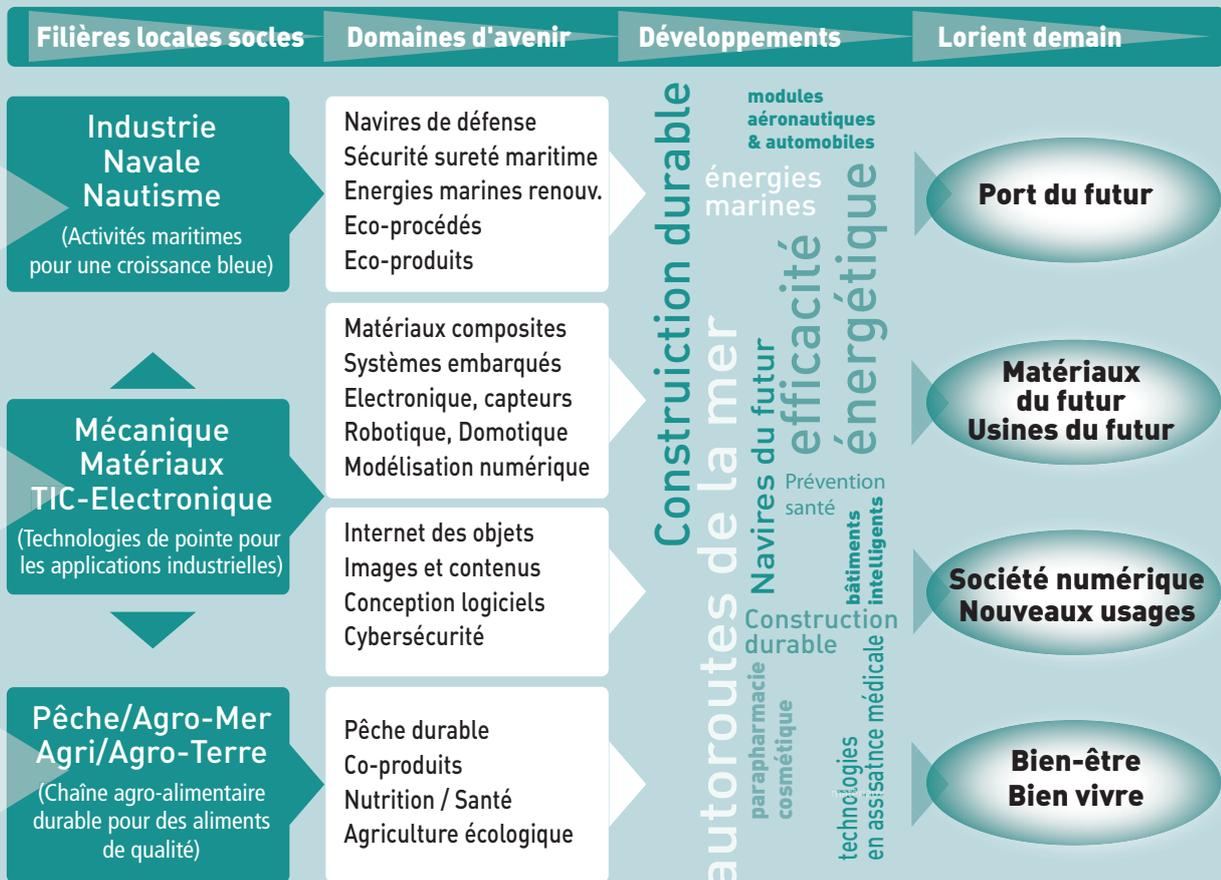 Filières locales socles
Domaines d'avenir
Développements
Lorient demain
Industrie
Navale
Nautisme
(Activités maritimes
pour une croissance bleue)
Mécanique
Matériaux
TIC-Electronique
(Technologies de pointe pour
les applications industrielles)
Pêche/Agro-Mer
Agri/Agro-Terre
(Chaîne agro-alimentaire
durable pour des aliments
de qualité)
Navires de défense
Sécurité sureté maritime
Energies marines renouv.
Eco-procédés
Eco-produits
Matériaux composites
Systèmes embarqués
Electronique, capteurs
Robotique, Domotique
Modélisation numérique
Internet des objets
Images et contenus
Conception logiciels
Cybersécurité
Pêche durable
Co-produits
Nutrition / Santé
Agriculture écologique
Construiction durable
modules
aéronautiques
& automobiles
énergies
marines
efficacité
énergétique
autoroutes de la mer
Navires du futur
Prévention
santé
bâtiments
intelligents
Construction
durable
parapharmacie
cosmétique
technologies
en assisatnce médicale
Port du futur
Matériaux
du futur
Usines du futur
Société numérique
Nouveaux usages
Bien-être
Bien vivre